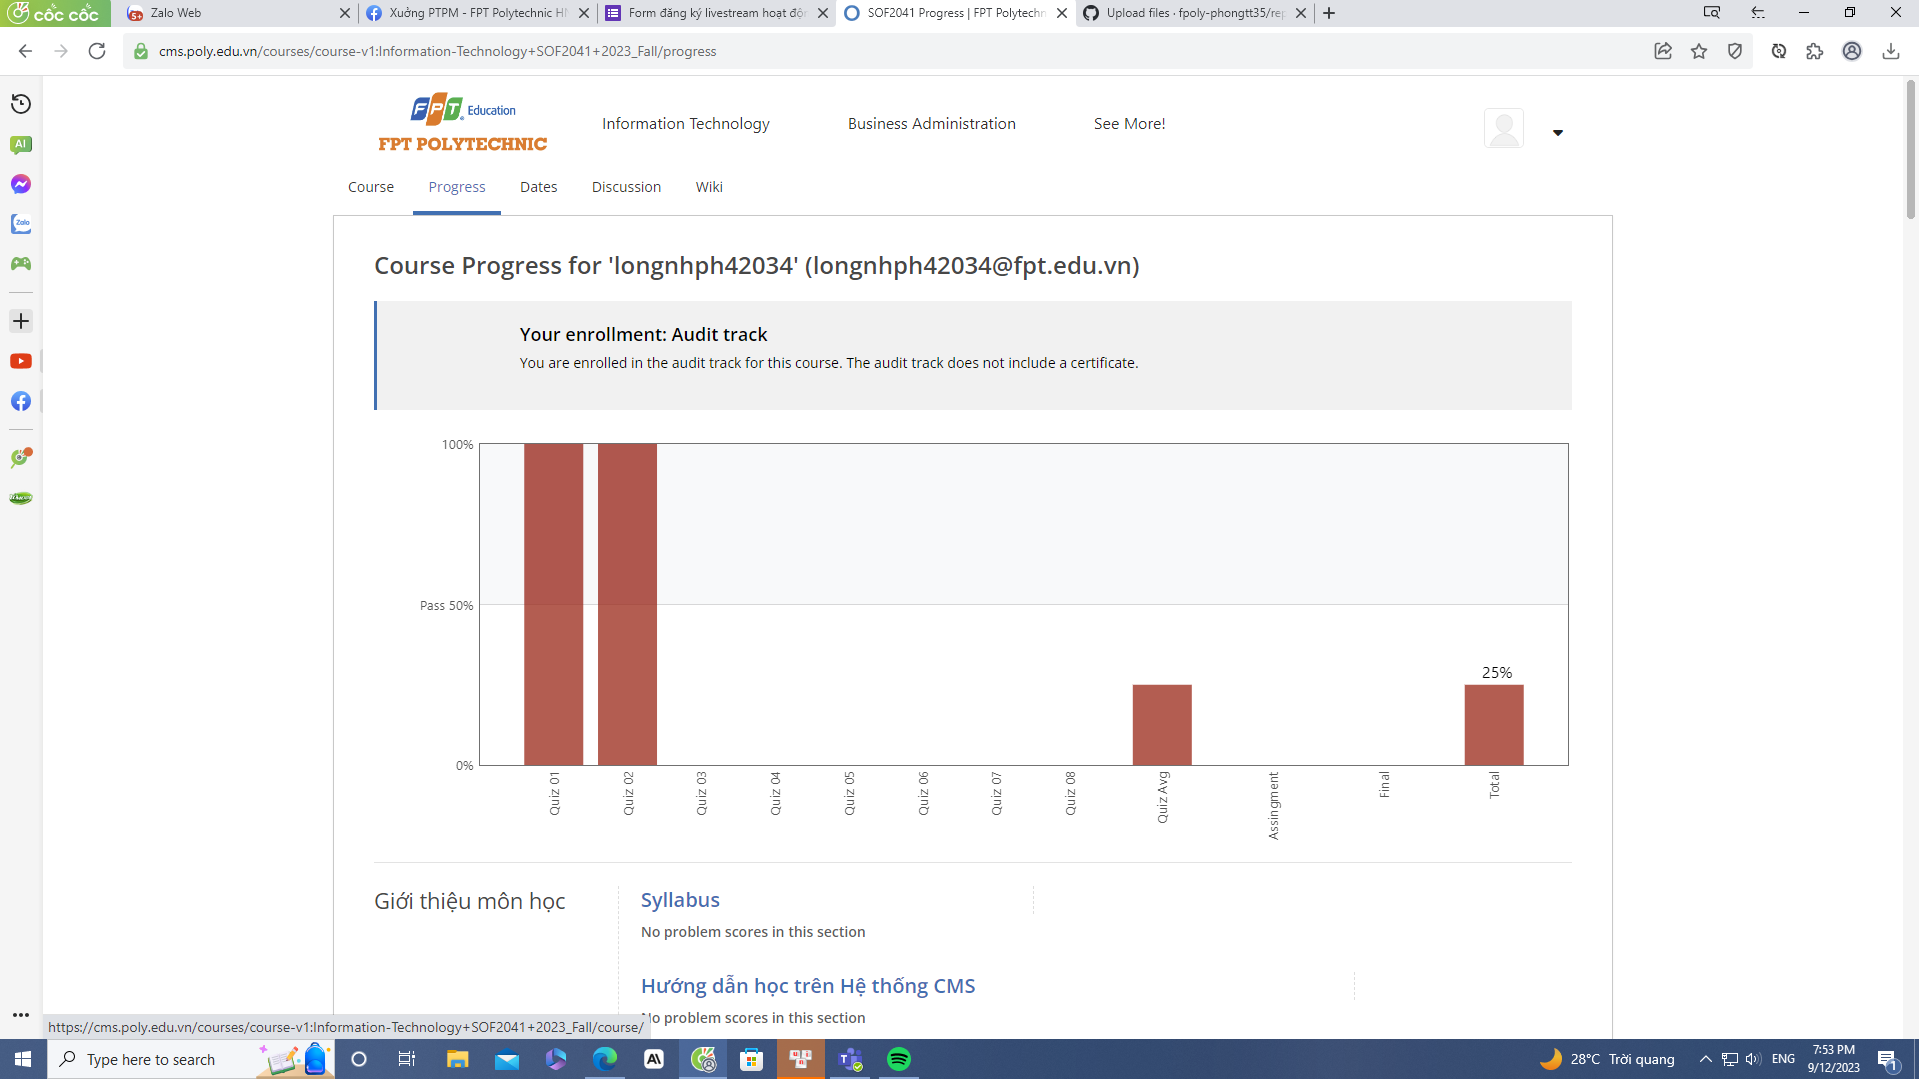 cốc cốc
Zalo Web
Xuởng PTPM - FPT Polytechnic HN
Form đăng ký livestream hoạt độn
SOF2041 Progress | FPT Polytechn
Upload files · fpoly-phongtt35/rep
cms.poly.edu.vn/courses/course-v1:Information-Technology+SOF2041+2023_Fall/progress
FPT Education
FPT POLYTECHNIC
Information Technology
Business Administration
See More!
Course
Progress
Dates
Discussion
Wiki
Course Progress for 'longnhph42034' (longnhph42034@fpt.edu.vn)
Your enrollment: Audit track
You are enrolled in the audit track for this course. The audit track does not include a certificate.
100%
Pass 50%
0%
25%
Quiz 01
Quiz 02
Quiz 03
Quiz 04
Quiz 05
Quiz 06
Quiz 07
Quiz 08
Quiz Avg
Assingment
Final
Total
Giới thiệu môn học
Syllabus
No problem scores in this section
Hướng dẫn học trên Hệ thống CMS
No problem scores in this section
https://cms.poly.edu.vn/courses/course-v1:Information-Technology+SOF2041+2023_Fall/course/
AI
Zalo
Type here to search
28°C Trời quang
ENG
7:53 PM
9/12/2023
1